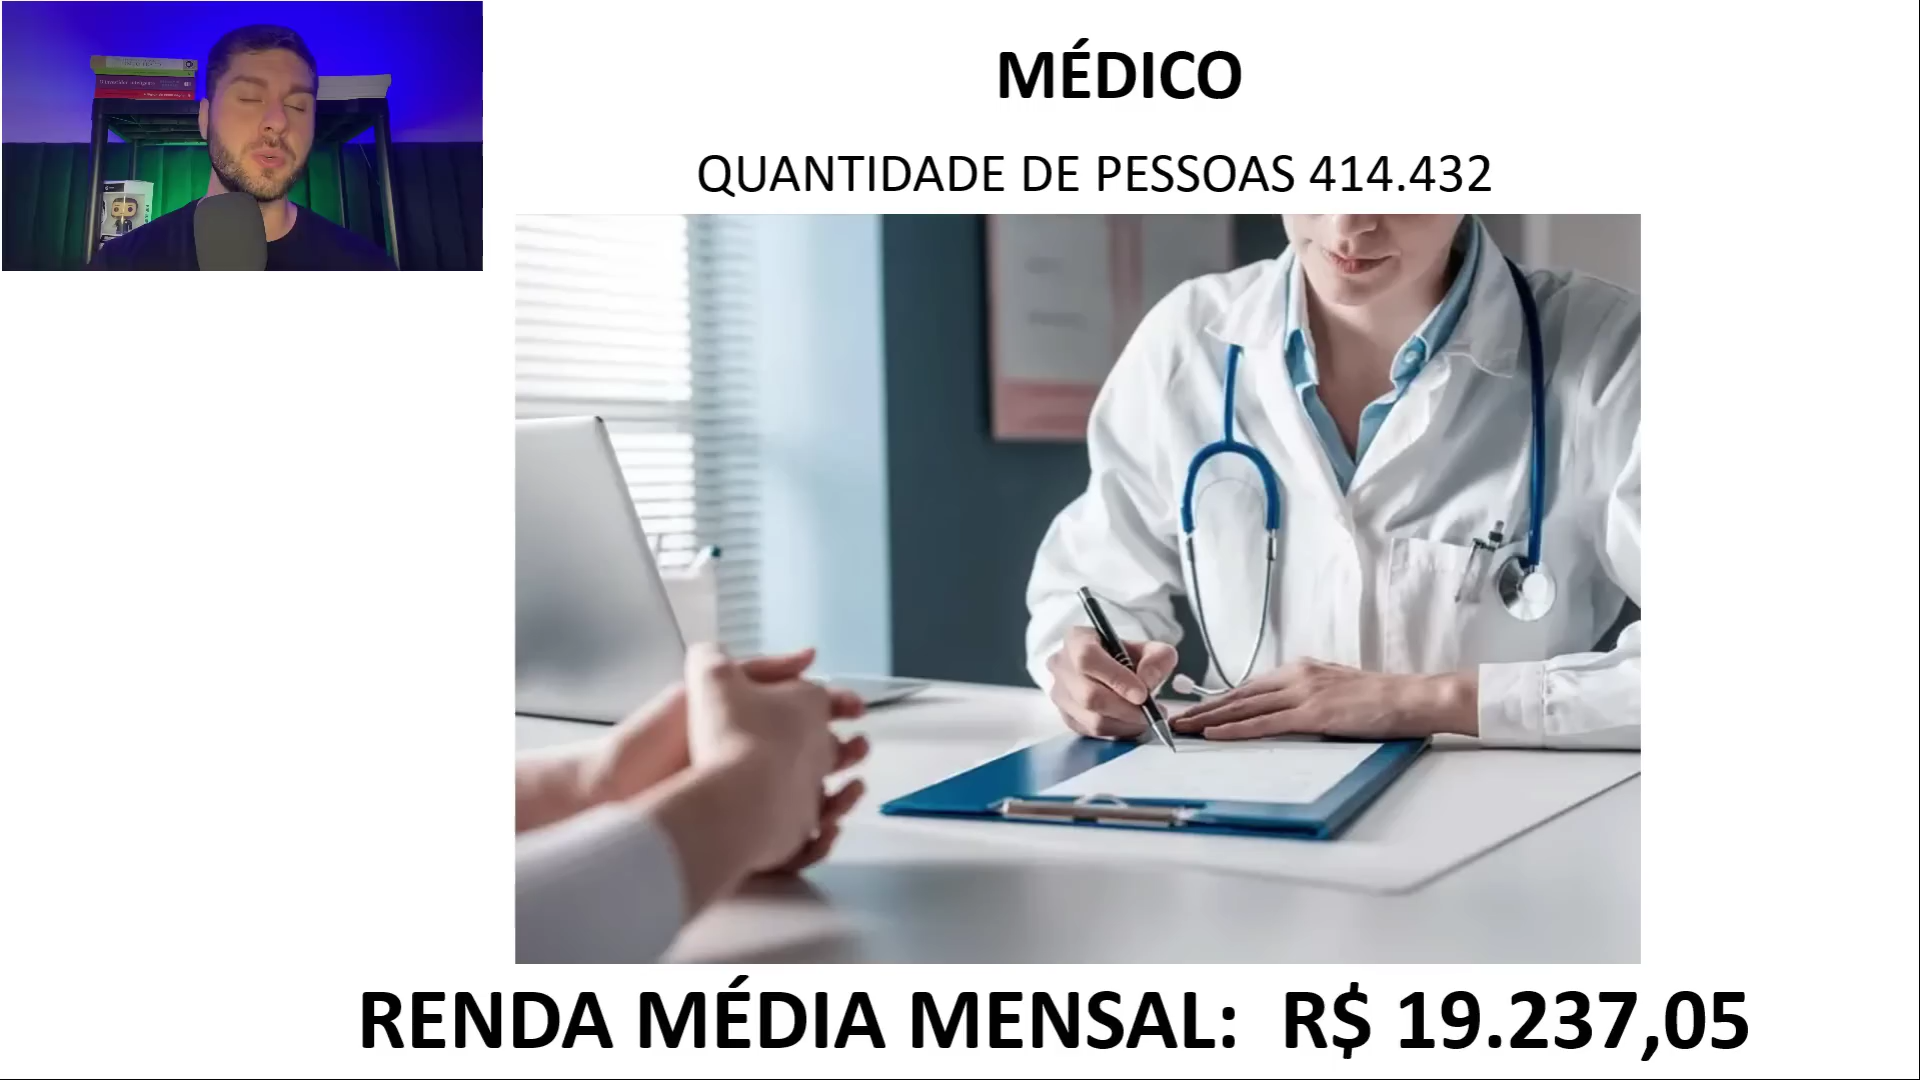 MÉDICO
QUANTIDADE DE PESSOAS 414.432
RENDA MÉDIA MENSAL: R$ 19.237,05